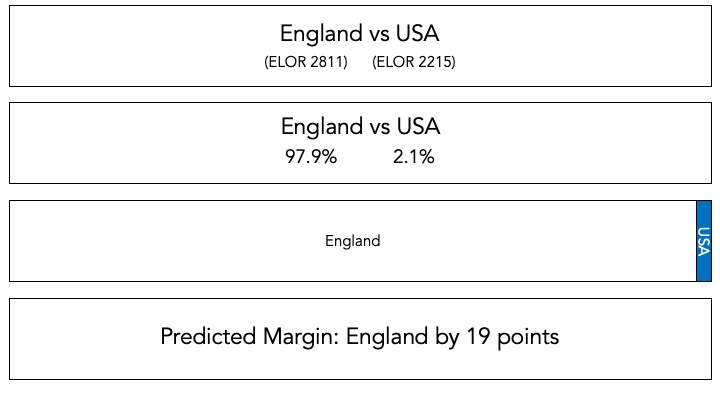 England vs USA
(ELOR 2811) (ELOR 2215)
England vs USA
97.9% 2.1%
England
USA
Predicted Margin: England by 19 points